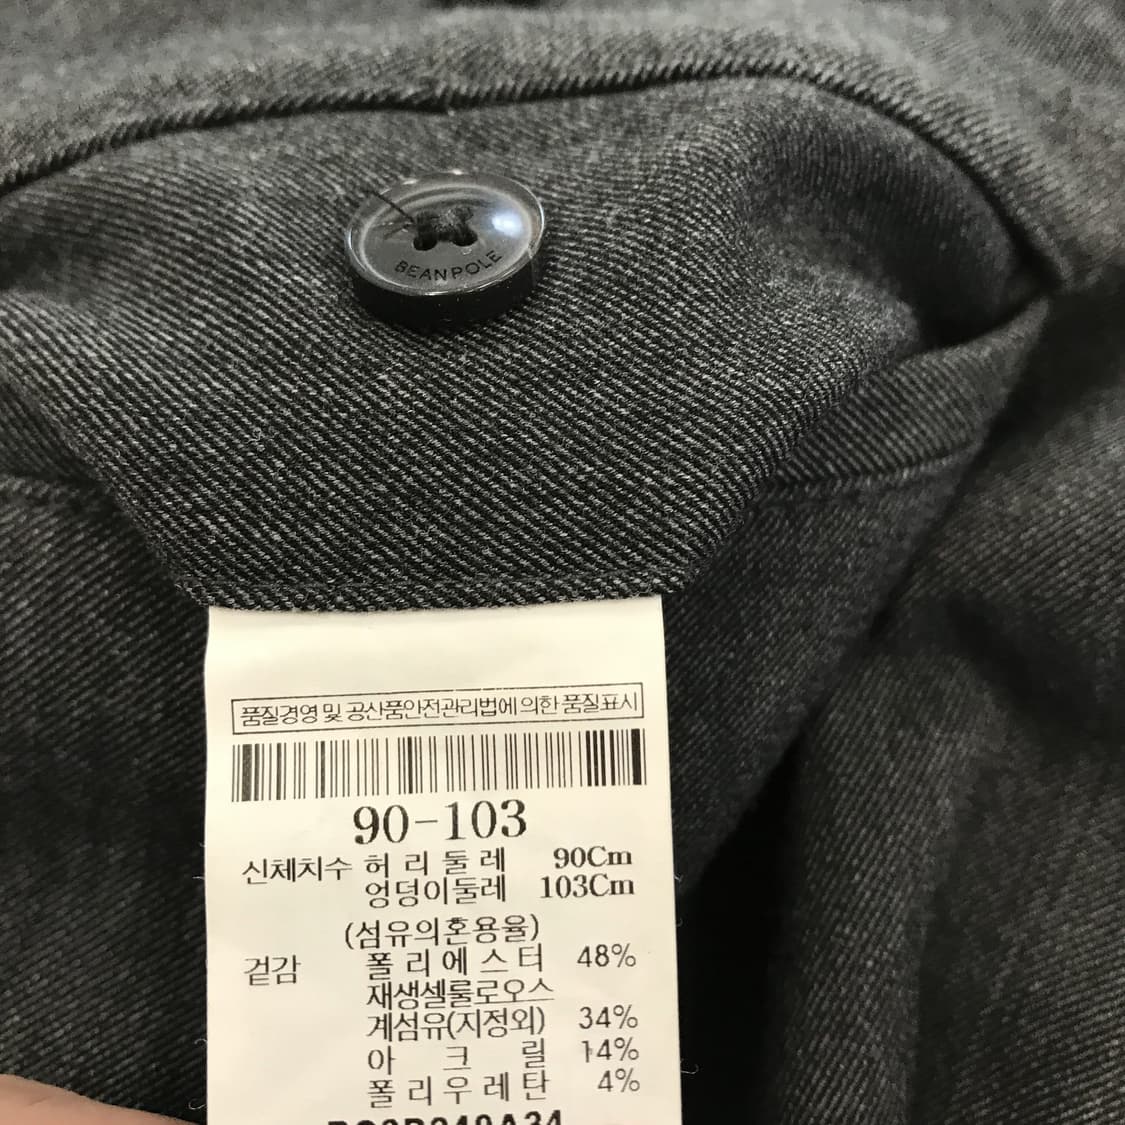 BEANPOLE
품질경영 및 공산품안전관리법에 의한 품질표시
90-103
신체치수 허리둘레 90Cm
엉덩이둘레 103Cm
(섬유의혼용율)
겉감 폴리에스터 48%
재생셀룰로오스
계섬유(지정외) 34%
아크릴 14%
폴리우레탄 4%